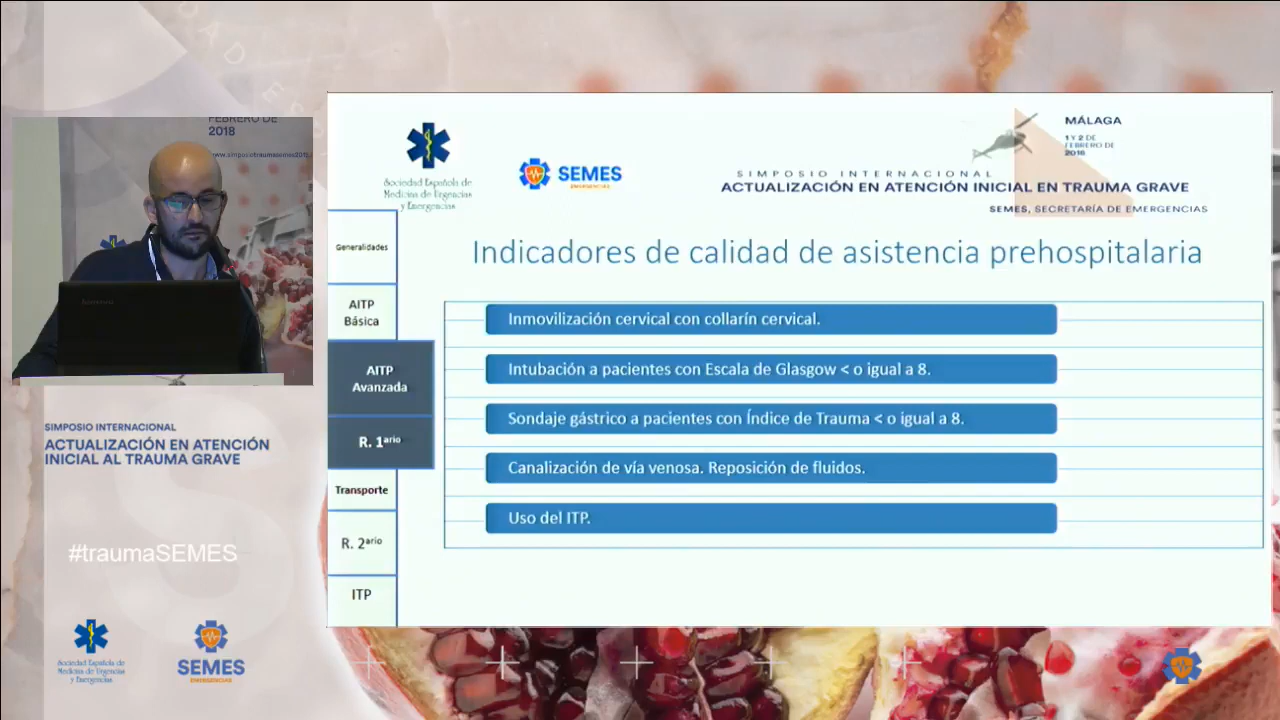 FEBRERO DE
2018
www.simposiotraumasemes2018.
SIMPOSIO INTERNACIONAL
ACTUALIZACIÓN EN ATENCIÓN
INICIAL AL TRAUMA GRAVE
#traumaSEMES
Sociedad Española de
Medicina de Urgencias
y Emergencias
SEMES
EMERGENCIAS
Sociedad Española de
Medicina de Urgencias
y Emergencias
SEMES
EMERGENCIAS
SIMPOSIO INTERNACIONAL
ACTUALIZACIÓN EN ATENCIÓN INICIAL EN TRAUMA GRAVE
SEMES, SECRETARÍA DE EMERGENCIAS
MÁLAGA
1 Y 2 DE
FEBRERO DE
2018
Generalidades
AITP
Básica
AITP
Avanzada
R. 1ario
Transporte
R. 2ario
ITP
Indicadores de calidad de asistencia prehospitalaria
Inmovilización cervical con collarín cervical.
Intubación a pacientes con Escala de Glasgow < o igual a 8.
Sondaje gástrico a pacientes con Índice de Trauma < o igual a 8.
Canalización de vía venosa. Reposición de fluidos.
Uso del ITP.